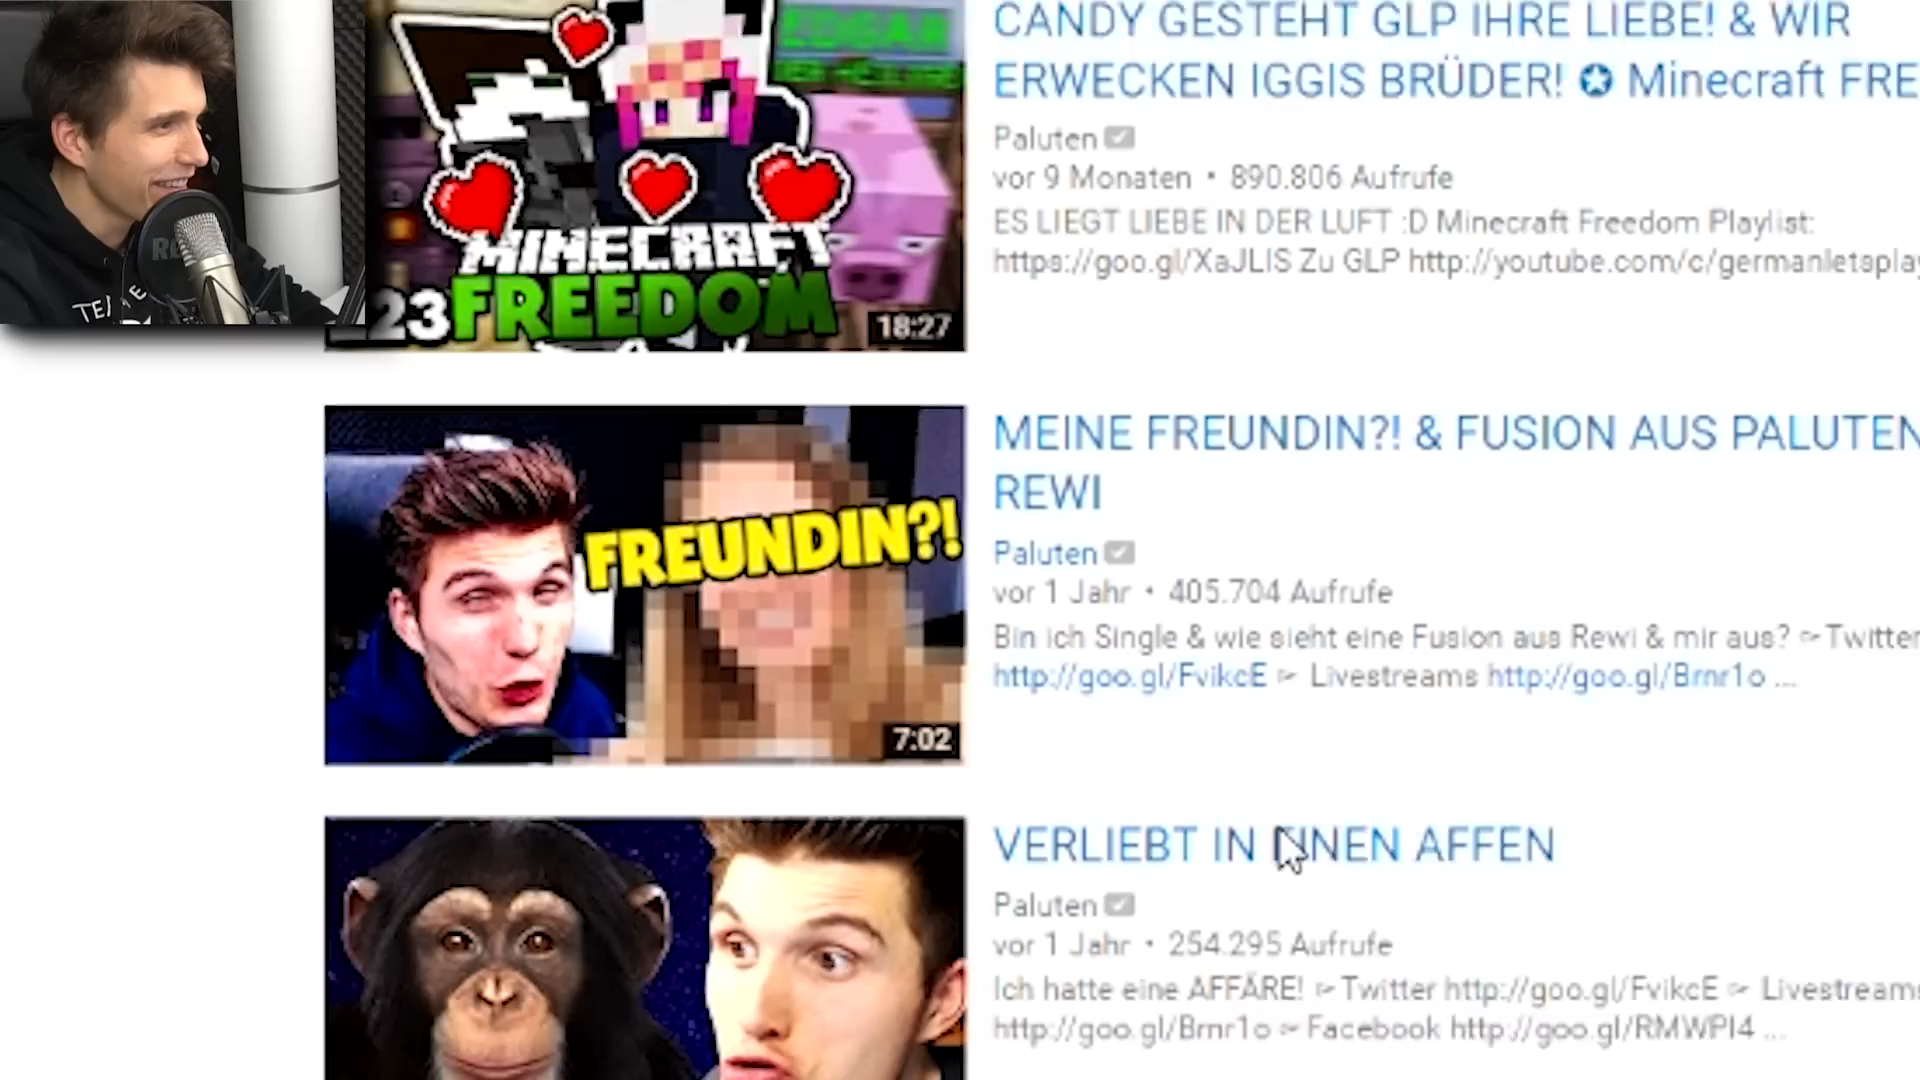 CANDY GESTEHT GLP IHRE LIEBE! & WIR
ERWECKEN IGGIS BRÜDER! ✪ Minecraft FRE
Paluten
vor 9 Monaten • 890.806 Aufrufe
ES LIEGT LIEBE IN DER LUFT :D Minecraft Freedom Playlist:
https://goo.gl/XaJLIS Zu GLP http://youtube.com/c/germanletsplay
EDGAR
MINECRAFT
23 FREEDOM
18:27
MEINE FREUNDIN?! & FUSION AUS PALUTEN
REWI
Paluten
vor 1 Jahr • 405.704 Aufrufe
Bin ich Single & wie sieht eine Fusion aus Rewi & mir aus? ➢ Twitter
http://goo.gl/FvikcE ➢ Livestreams http://goo.gl/Brnr1o ...
FREUNDIN?!
7:02
VERLIEBT IN EINEN AFFEN
Paluten
vor 1 Jahr • 254.295 Aufrufe
Ich hatte eine AFFÄRE! ➢ Twitter http://goo.gl/FvikcE ➢ Livestreams
http://goo.gl/Brnr1o ➢ Facebook http://goo.gl/RMWPI4 ...